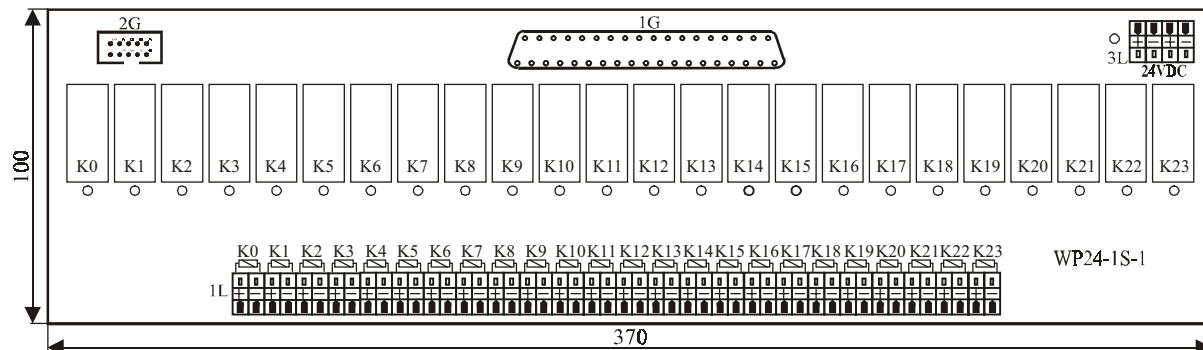 2G 1G
3L + - + -
24VDC
K0 K1 K2 K3 K4 K5 K6 K7 K8 K9 K10 K11 K12 K13 K14 K15 K16 K17 K18 K19 K20 K21 K22 K23
100
K0 K1 K2 K3 K4 K5 K6 K7 K8 K9 K10 K11 K12 K13 K14 K15 K16 K17 K18 K19 K20 K21 K22 K23
WP24-1S-1
1L + - + - + - + - + - + - + - + - + - + - + - + - + - + - + - + - + - + - + - + - + - + - + - + -
370